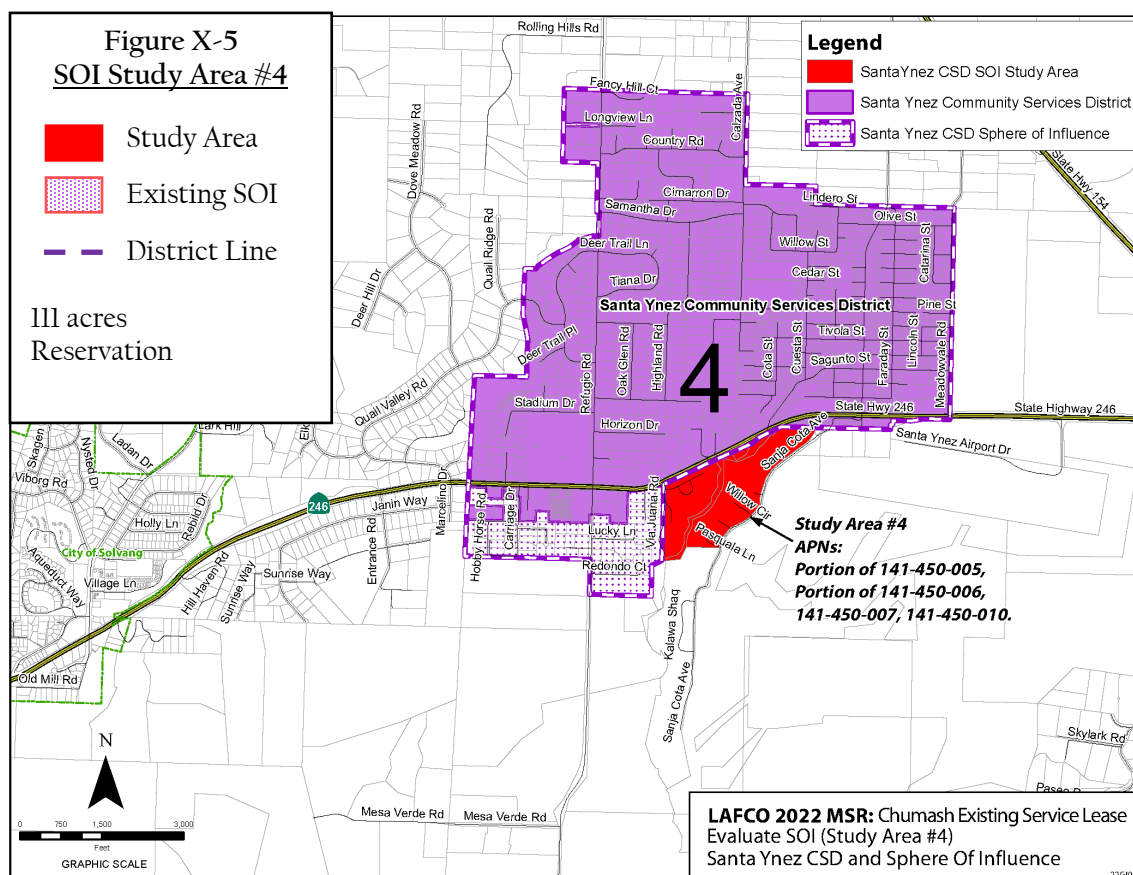 Figure X-5
SOI Study Area #4
Study Area
Existing SOI
District Line
111 acres
Reservation
Legend
SantaYnez CSD SOI Study Area
Santa Ynez Community Services District
Santa Ynez CSD Sphere of Influence
Rolling Hills Rd
Fancy Hill Ct
Longview Ln
Country Rd
Calzada Ave
State Hwy 154
Dove Meadow Rd
Cimarron Dr
Lindero St
Samantha Dr
Olive St
Quail Ridge Rd
Deer Trail Ln
Willow St
Catarina St
Deer Hill Dr
Tiana Dr
Cedar St
Santa Ynez Community Services District
Pine St
Deer Trail Pl
Refugio Rd
Oak Glen Rd
Highland Rd
Cota St
Cuesta St
Tivola St
Sagunto St
Faraday St
Lincoln St
Meadowvale Rd
4
Quail Valley Rd
Stadium Dr
Horizon Dr
State Hwy 246
State Highway 246
Sanja Cota Ave
Santa Ynez Airport Dr
Lark Hill
Elk
Skagen
Nysted Dr
Ladan Dr
Viborg Rd
Marcelino Dr
246
Janin Way
Rebild Dr
Holly Ln
Hobby Horse Rd
Carriage Dr
Lucky Ln
Via Juana Rd
Willow Cir
Pasquala Ln
Study Area #4
APNs:
Portion of 141-450-005,
Portion of 141-450-006,
141-450-007, 141-450-010.
City of Solvang
Aqueduct Way
Village Ln
Hill Haven Rd
Sunrise Way
Sunrise Way
Entrance Rd
Redondo Ct
Kalawa Shaq
Sanja Cota Ave
Old Mill Rd
Skylark Rd
N
0 750 1,500 3,000
Feet
GRAPHIC SCALE
Mesa Verde Rd
Mesa Verde Rd
LAFCO 2022 MSR: Chumash Existing Service Lease
Evaluate SOI (Study Area #4)
Santa Ynez CSD and Sphere Of Influence